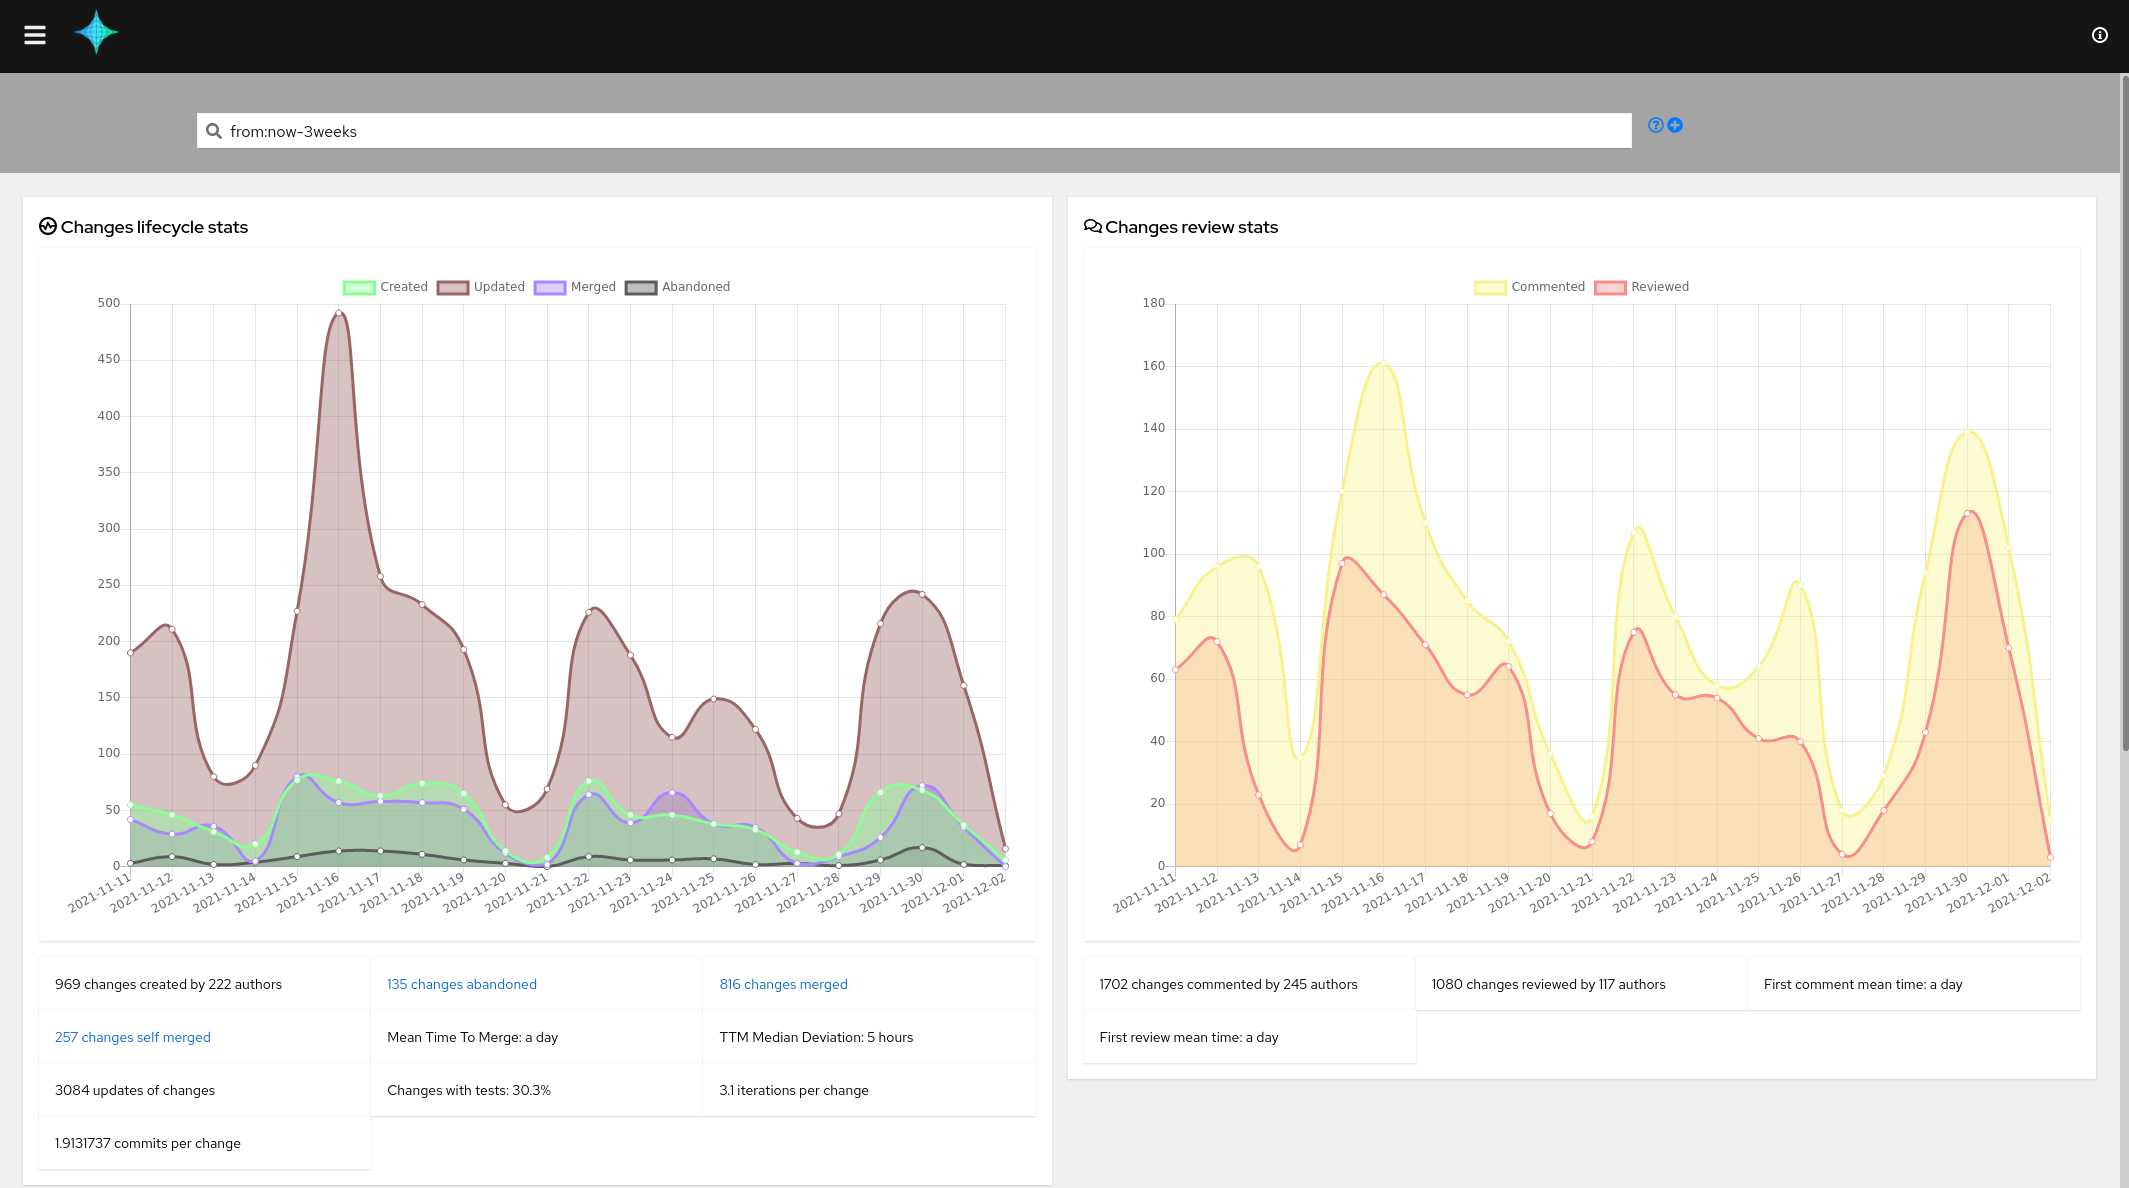 from:now-3weeks
Changes lifecycle stats
Created Updated Merged Abandoned
500
450
400
350
300
250
200
150
100
50
0
2021-11-11 2021-11-12 2021-11-13 2021-11-14 2021-11-15 2021-11-16 2021-11-17 2021-11-18 2021-11-19 2021-11-20 2021-11-21 2021-11-22 2021-11-23 2021-11-24 2021-11-25 2021-11-26 2021-11-27 2021-11-28 2021-11-29 2021-11-30 2021-12-01 2021-12-02
969 changes created by 222 authors
135 changes abandoned
816 changes merged
257 changes self merged
Mean Time To Merge: a day
TTM Median Deviation: 5 hours
3084 updates of changes
Changes with tests: 30.3%
3.1 iterations per change
1.9131737 commits per change
Changes review stats
Commented Reviewed
180
160
140
120
100
80
60
40
20
0
2021-11-11 2021-11-12 2021-11-13 2021-11-14 2021-11-15 2021-11-16 2021-11-17 2021-11-18 2021-11-19 2021-11-20 2021-11-21 2021-11-22 2021-11-23 2021-11-24 2021-11-25 2021-11-26 2021-11-27 2021-11-28 2021-11-29 2021-11-30 2021-12-01 2021-12-02
1702 changes commented by 245 authors
1080 changes reviewed by 117 authors
First comment mean time: a day
First review mean time: a day